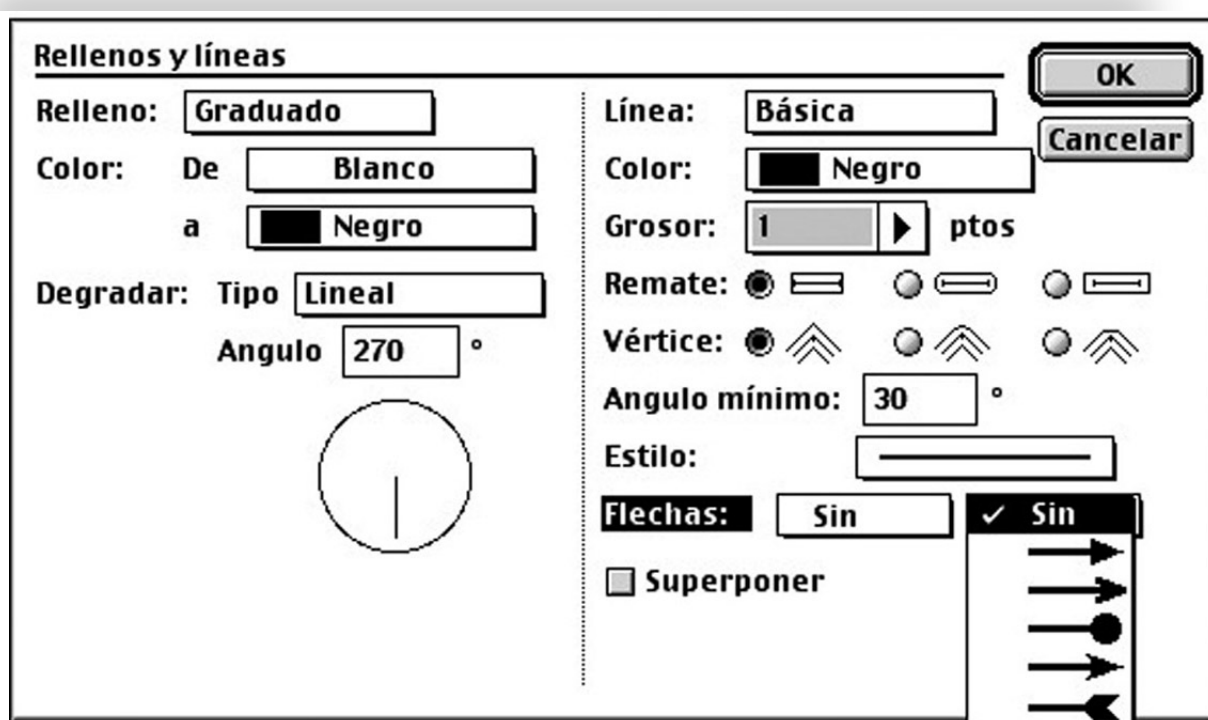 Rellenos y líneas
OK
Cancelar
Relleno: Graduado
Color: De Blanco
a Negro
Degradar: Tipo Lineal
Angulo 270 °
Línea: Básica
Color: Negro
Grosor: 1 ptos
Remate:
Vértice:
Angulo mínimo: 30 °
Estilo:
Flechas: Sin ✓ Sin
Superponer